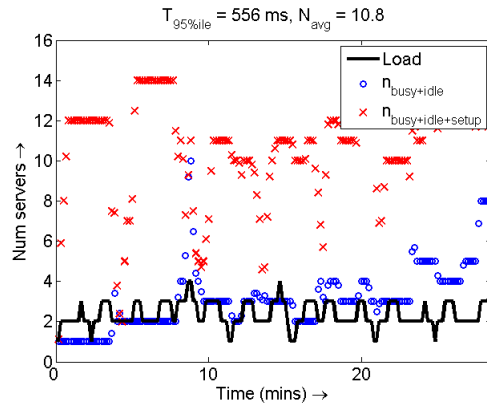 T95%ile = 556 ms, Navg = 10.8
16
14
12
10
8
6
4
2
0
Num servers →
Load
nbusy+idle
nbusy+idle+setup
0
10
20
Time (mins) →